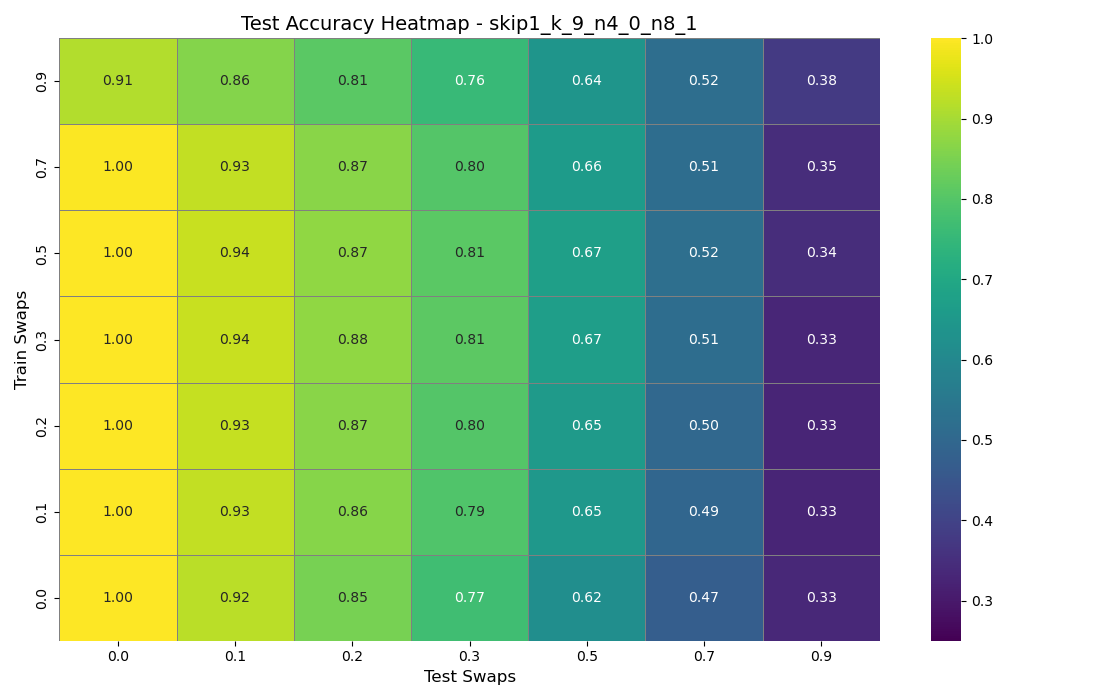 Test Accuracy Heatmap - skip1_k_9_n4_0_n8_1
Train Swaps
0.9 0.91 0.86 0.81 0.76 0.64 0.52 0.38
0.7 1.00 0.93 0.87 0.80 0.66 0.51 0.35
0.5 1.00 0.94 0.87 0.81 0.67 0.52 0.34
0.3 1.00 0.94 0.88 0.81 0.67 0.51 0.33
0.2 1.00 0.93 0.87 0.80 0.65 0.50 0.33
0.1 1.00 0.93 0.86 0.79 0.65 0.49 0.33
0.0 1.00 0.92 0.85 0.77 0.62 0.47 0.33
0.0 0.1 0.2 0.3 0.5 0.7 0.9
Test Swaps
1.0
0.9
0.8
0.7
0.6
0.5
0.4
0.3